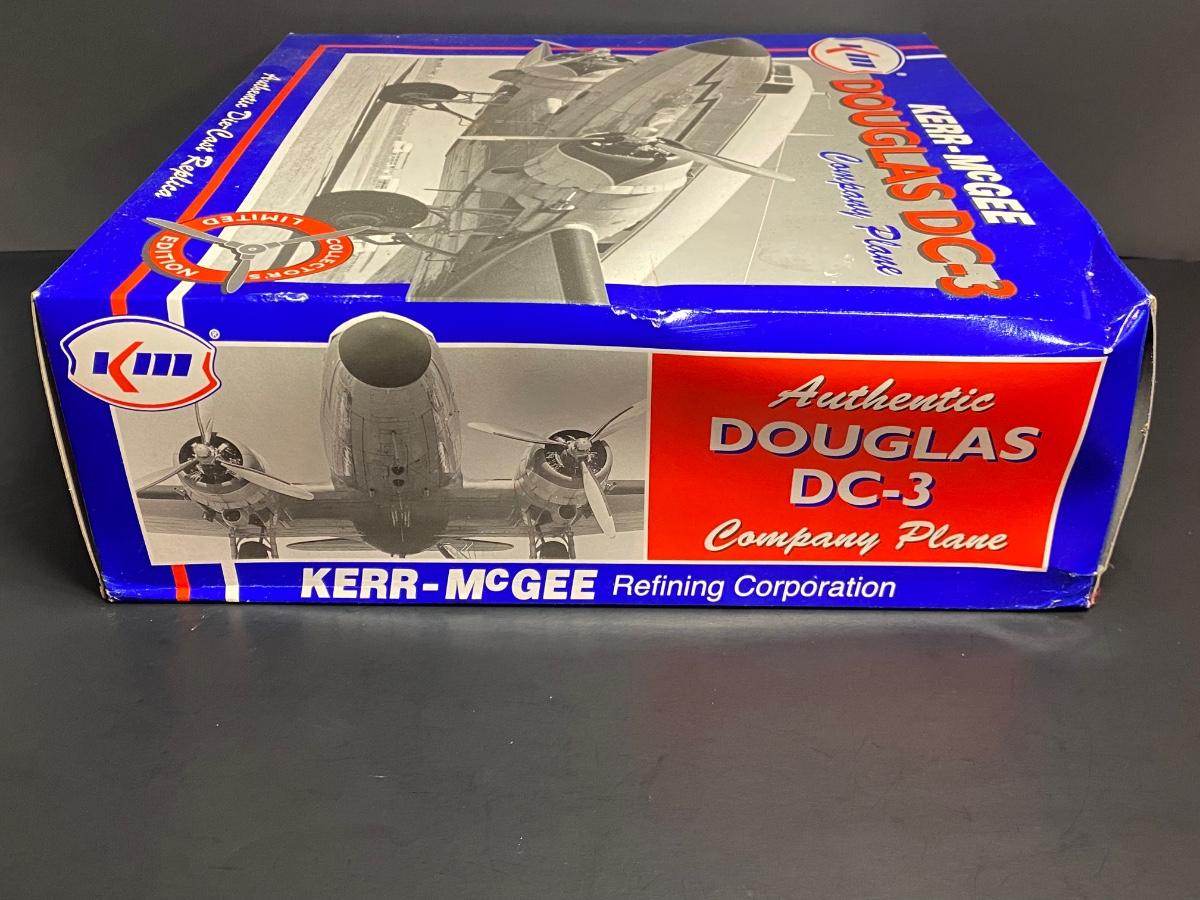 Km
KERR-McGEE
DOUGLAS DC-3
Company Plane
Authentic Die Cast Replica
LIMITED
EDITION
COLLECTOR'S
Km®
Authentic
DOUGLAS
DC-3
Company Plane
KERR-McGEE Refining Corporation